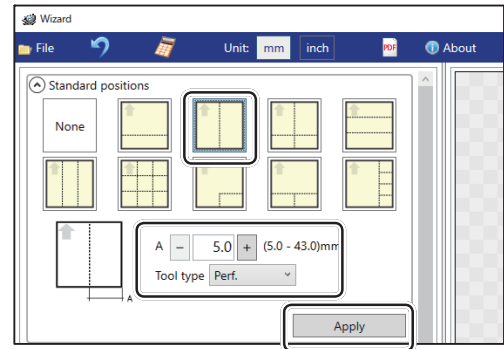 Wizard
File Unit: mm inch PDF About
Standard positions
None
A − 5.0 + (5.0 - 43.0)mm
Tool type Perf.
A
Apply